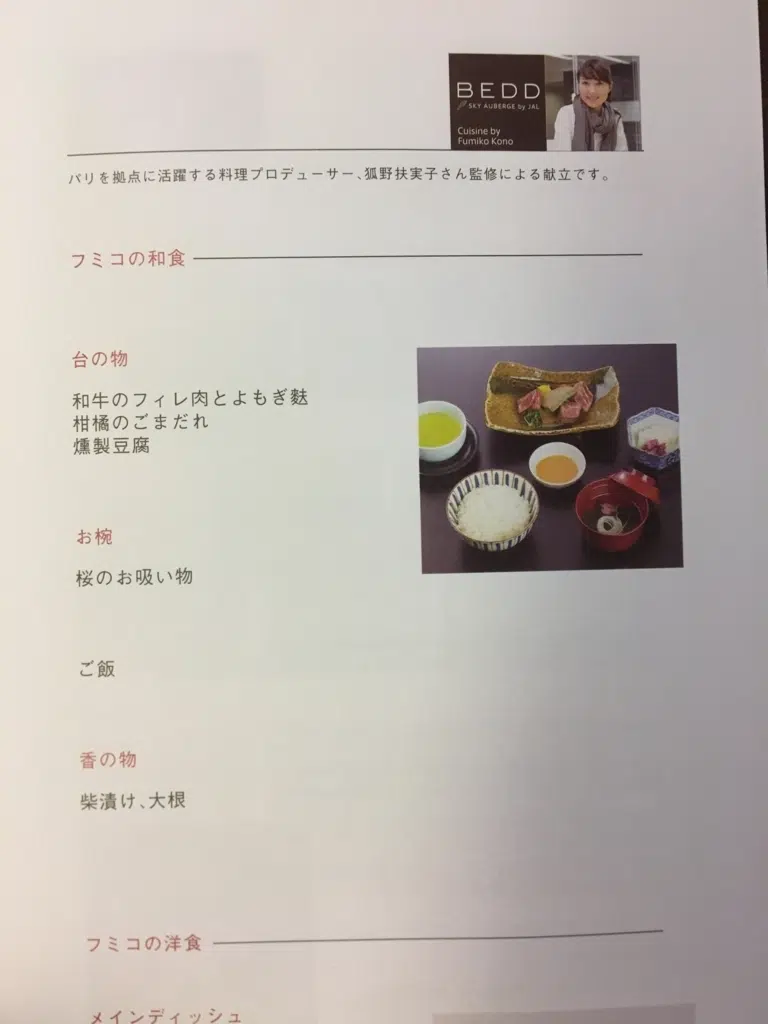 BEDD
SKY AUBERGE by JAL
Cuisine by
Fumiko Kono
パリを拠点に活躍する料理プロデューサー、狐野扶実子さん監修による献立です。
フミコの和食
台の物
和牛のフィレ肉とよもぎ麩
柑橘のごまだれ
燻製豆腐
お椀
桜のお吸い物
ご飯
香の物
柴漬け、大根
フミコの洋食
メインディッシュ